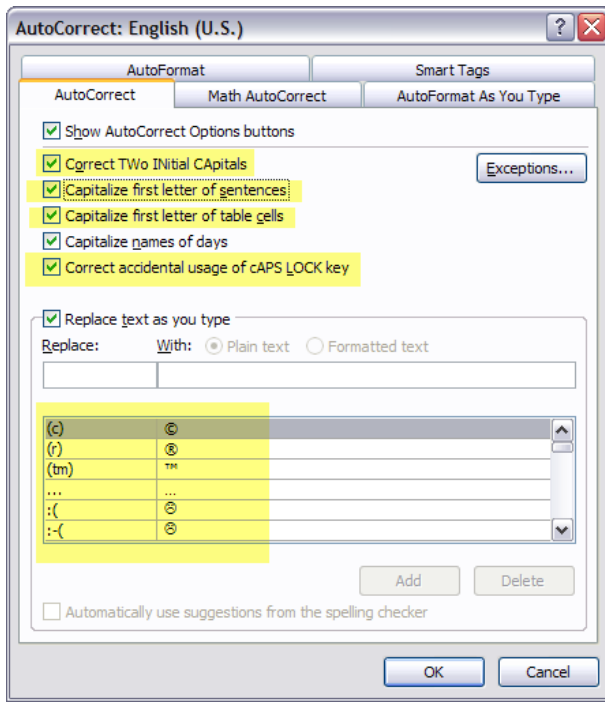 AutoCorrect: English (U.S.)
AutoFormat Smart Tags
AutoCorrect Math AutoCorrect AutoFormat As You Type
Show AutoCorrect Options buttons
Correct TWo INitial CApitals
Exceptions...
Capitalize first letter of sentences
Capitalize first letter of table cells
Capitalize names of days
Correct accidental usage of cAPS LOCK key
Replace text as you type
Replace: With: Plain text Formatted text
(c) ©
(r) ®
(tm) ™
... …
:( ☹
:-( ☹
Add Delete
Automatically use suggestions from the spelling checker
OK Cancel